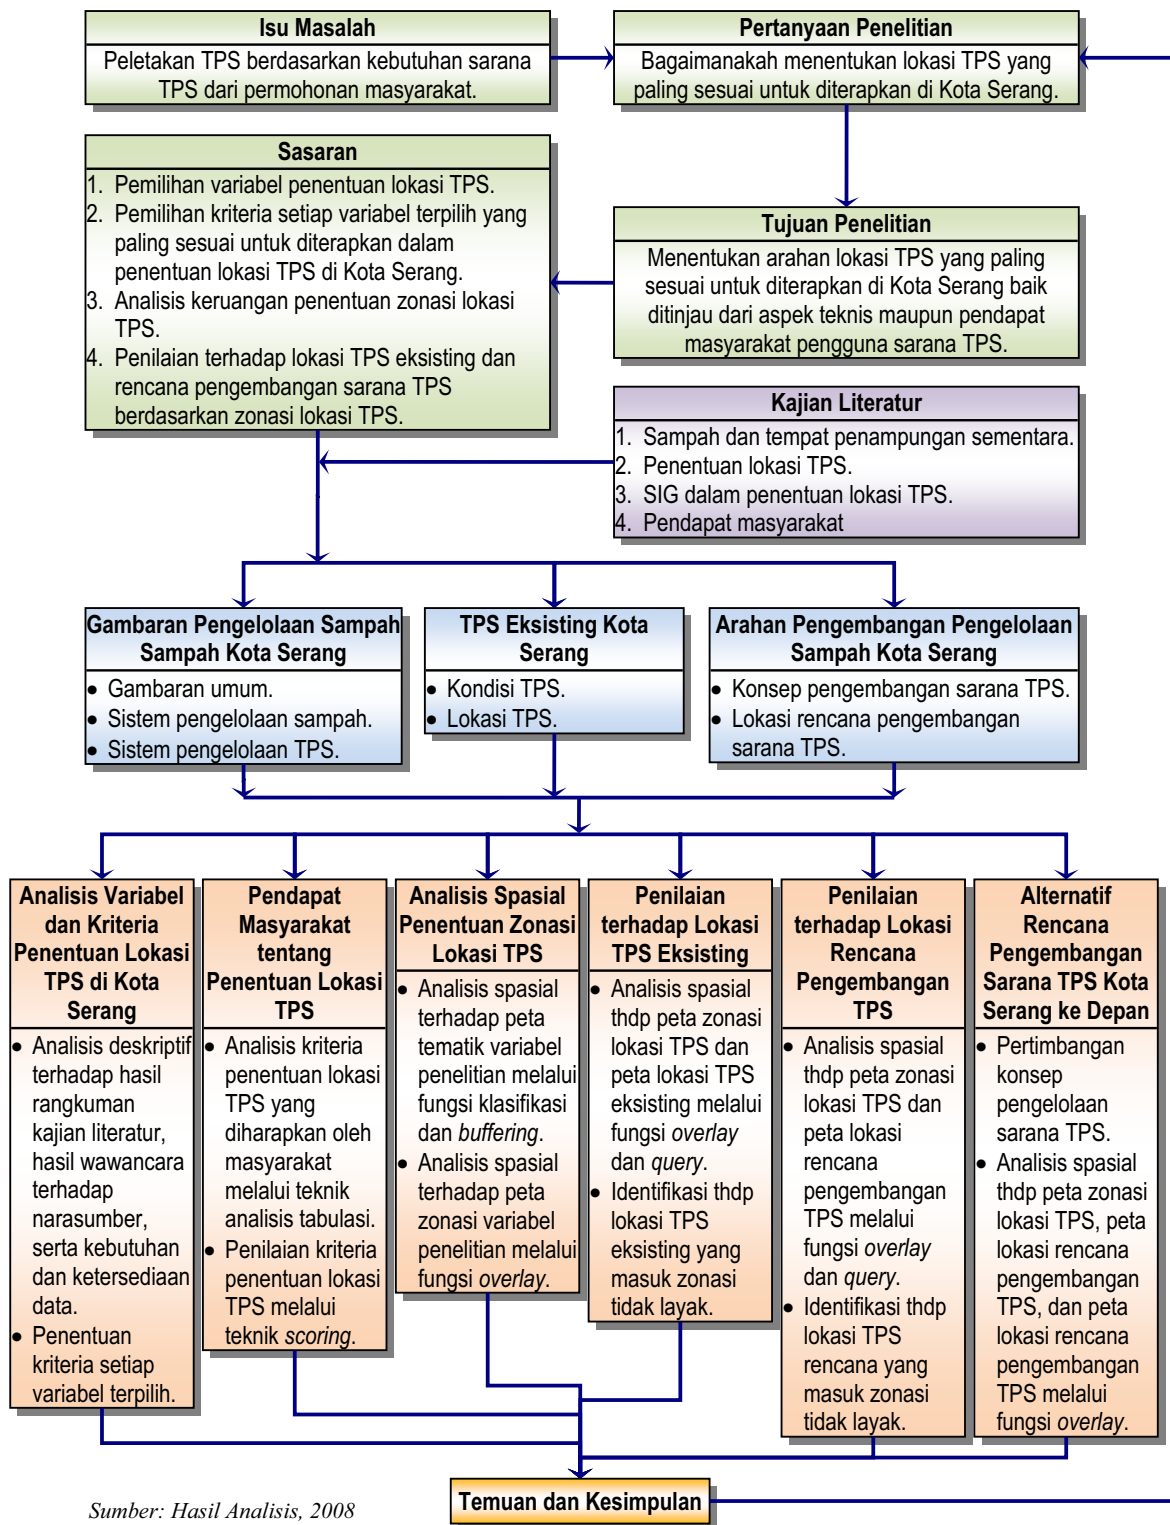 Isu Masalah
Peletakan TPS berdasarkan kebutuhan sarana
TPS dari permohonan masyarakat.
Pertanyaan Penelitian
Bagaimanakah menentukan lokasi TPS yang
paling sesuai untuk diterapkan di Kota Serang.
Sasaran
1. Pemilihan variabel penentuan lokasi TPS.
2. Pemilihan kriteria setiap variabel terpilih yang
paling sesuai untuk diterapkan dalam
penentuan lokasi TPS di Kota Serang.
3. Analisis keruangan penentuan zonasi lokasi
TPS.
4. Penilaian terhadap lokasi TPS eksisting dan
rencana pengembangan sarana TPS
berdasarkan zonasi lokasi TPS.
Tujuan Penelitian
Menentukan arahan lokasi TPS yang paling
sesuai untuk diterapkan di Kota Serang baik
ditinjau dari aspek teknis maupun pendapat
masyarakat pengguna sarana TPS.
Kajian Literatur
1. Sampah dan tempat penampungan sementara.
2. Penentuan lokasi TPS.
3. SIG dalam penentuan lokasi TPS.
4. Pendapat masyarakat
Gambaran Pengelolaan Sampah
Sampah Kota Serang
• Gambaran umum.
• Sistem pengelolaan sampah.
• Sistem pengelolaan TPS.
TPS Eksisting Kota
Serang
• Kondisi TPS.
• Lokasi TPS.
Arahan Pengembangan Pengelolaan
Sampah Kota Serang
• Konsep pengembangan sarana TPS.
• Lokasi rencana pengembangan
sarana TPS.
Analisis Variabel
dan Kriteria
Penentuan Lokasi
TPS di Kota
Serang
• Analisis deskriptif
terhadap hasil
rangkuman
kajian literatur,
hasil wawancara
terhadap
narasumber,
serta kebutuhan
dan ketersediaan
data.
• Penentuan
kriteria setiap
variabel terpilih.
Pendapat
Masyarakat
tentang
Penentuan Lokasi
TPS
• Analisis kriteria
penentuan lokasi
TPS yang
diharapkan oleh
masyarakat
melalui teknik
analisis tabulasi.
• Penilaian kriteria
penentuan lokasi
TPS melalui
teknik scoring.
Analisis Spasial
Penentuan Zonasi
Lokasi TPS
• Analisis spasial
terhadap peta
tematik variabel
penelitian melalui
fungsi klasifikasi
dan buffering.
• Analisis spasial
terhadap peta
zonasi variabel
penelitian melalui
fungsi overlay.
Penilaian
terhadap Lokasi
TPS Eksisting
• Analisis spasial
thdp peta zonasi
lokasi TPS dan
peta lokasi TPS
eksisting melalui
fungsi overlay
dan query.
• Identifikasi thdp
lokasi TPS
eksisting yang
masuk zonasi
tidak layak.
Penilaian
terhadap Lokasi
Rencana
Pengembangan
TPS
• Analisis spasial
thdp peta zonasi
lokasi TPS dan
peta lokasi
rencana
pengembangan
TPS melalui
fungsi overlay
dan query.
• Identifikasi thdp
lokasi TPS
rencana yang
masuk zonasi
tidak layak.
Alternatif
Rencana
Pengembangan
Sarana TPS Kota
Serang ke Depan
• Pertimbangan
konsep
pengelolaan
sarana TPS.
• Analisis spasial
thdp peta zonasi
lokasi TPS, peta
lokasi rencana
pengembangan
TPS, dan peta
lokasi rencana
pengembangan
TPS melalui
fungsi overlay.
Temuan dan Kesimpulan
Sumber: Hasil Analisis, 2008